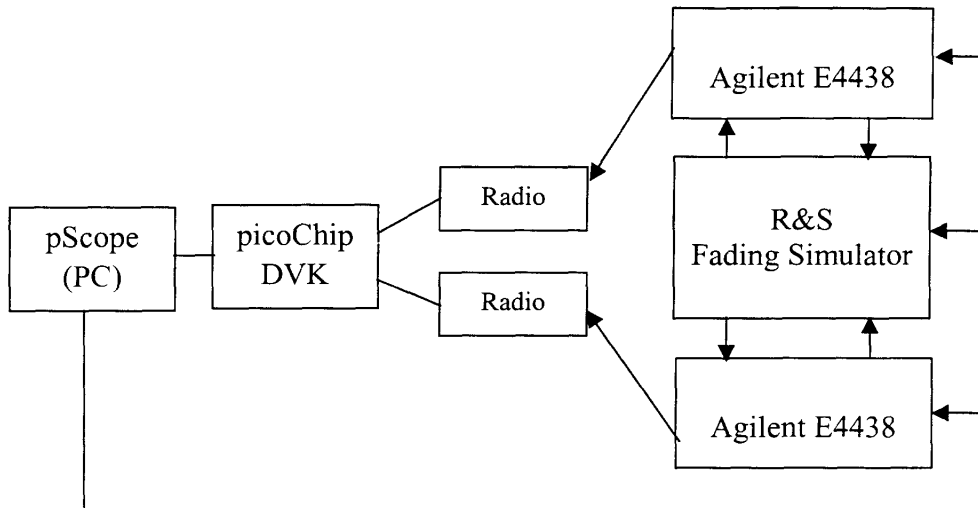 Agilent E4438
Radio
R&S
Fading Simulator
pScope
(PC)
picoChip
DVK
Radio
Agilent E4438